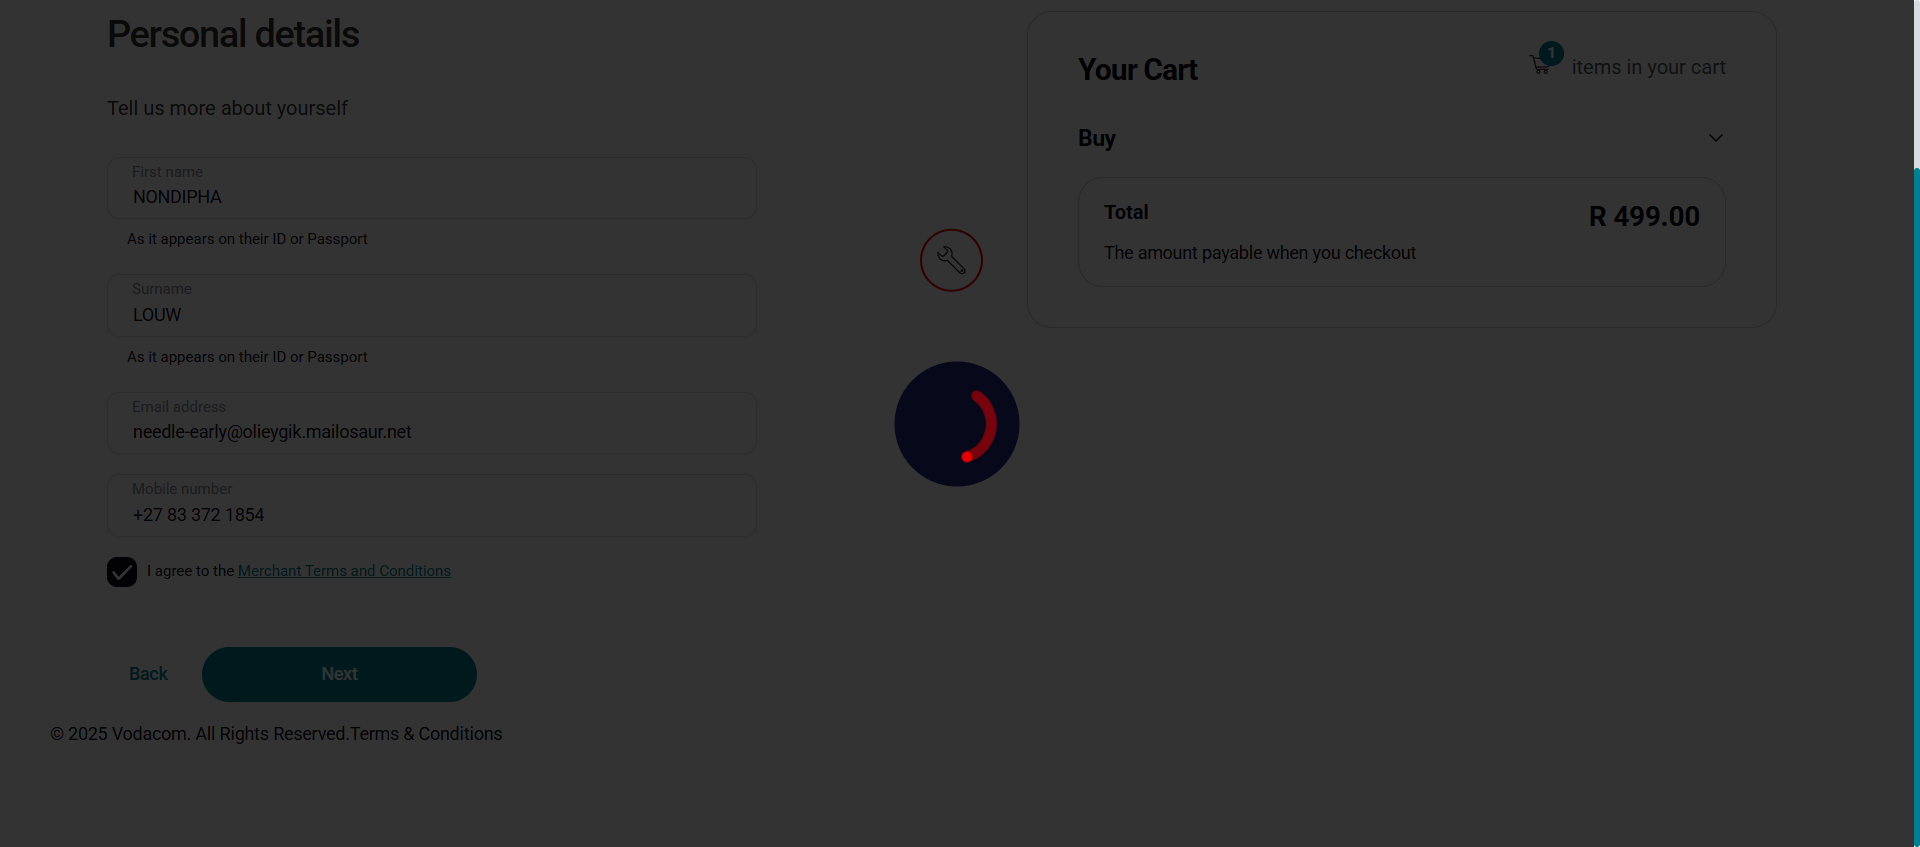 Personal details
Tell us more about yourself
First name
NONDIPHA
As it appears on their ID or Passport
Surname
LOUW
As it appears on their ID or Passport
Email address
needle-early@olieygik.mailosaur.net
Mobile number
+27 83 372 1854
I agree to the Merchant Terms and Conditions
Back
Next
© 2025 Vodacom. All Rights Reserved.Terms & Conditions
Your Cart
1
items in your cart
Buy
Total
R 499.00
The amount payable when you checkout